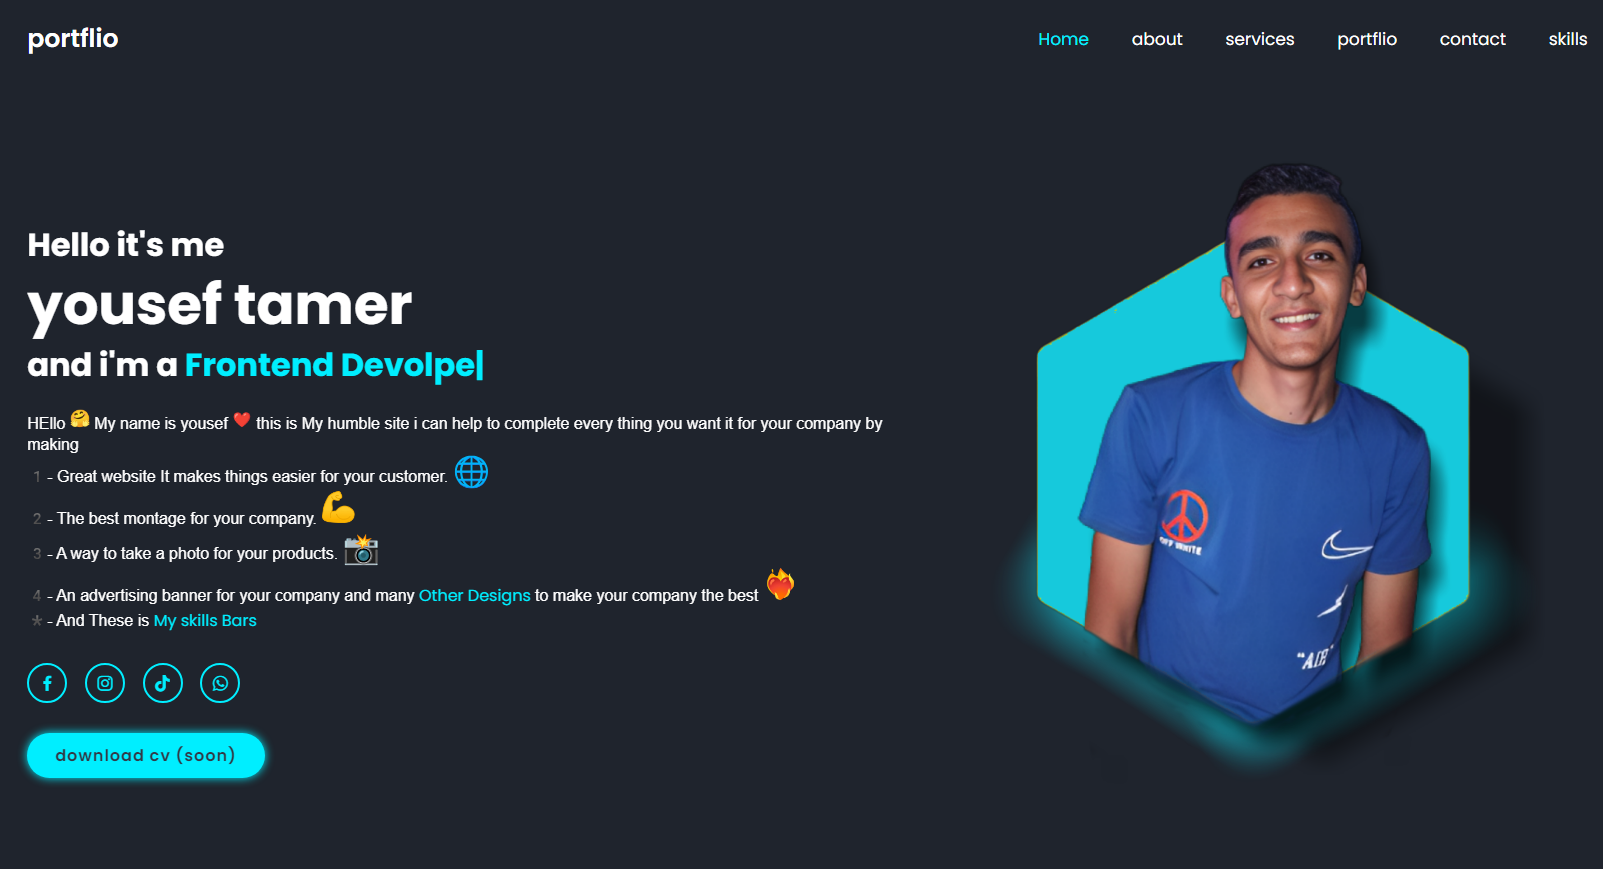 portflio
Home about services portflio contact skills
Hello it's me
yousef tamer
and i'm a Frontend Devolpe|
HEllo 🤗 My name is yousef ❤️ this is My humble site i can help to complete every thing you want it for your company by
making
1 - Great website It makes things easier for your customer. 🌐
2 - The best montage for your company. 💪
3 - A way to take a photo for your products. 📸
4 - An advertising banner for your company and many Other Designs to make your company the best ❤️‍🔥
* - And These is My skills Bars
download cv (soon)
OFF WHITE
"AIR"